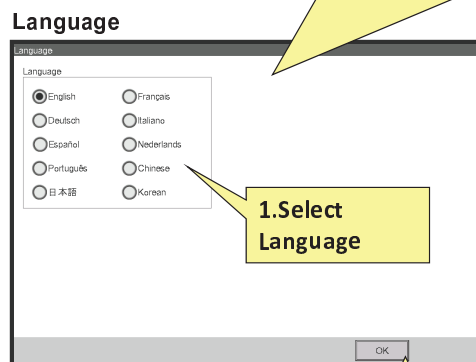 Language
Language
Language
English
Français
Deutsch
Italiano
Español
Nederlands
Português
Chinese
日本語
Korean
1.Select
Language
OK